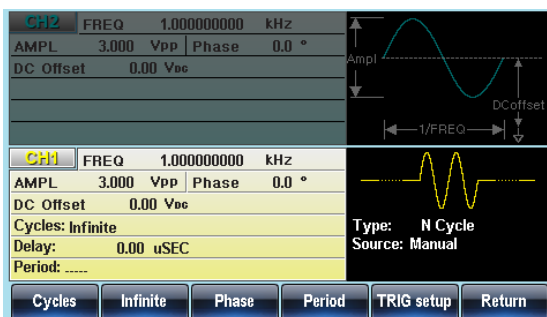 CH2 FREQ 1.000000000 kHz
AMPL 3.000 Vpp Phase 0.0 °
DC Offset 0.00 VDC
Ampl
DCoffset
1/FREQ
CH1 FREQ 1.000000000 kHz
AMPL 3.000 Vpp Phase 0.0 °
DC Offset 0.00 VDC
Cycles: Infinite
Delay: 0.00 uSEC
Period: -----
Type: N Cycle
Source: Manual
Cycles Infinite Phase Period TRIG setup Return